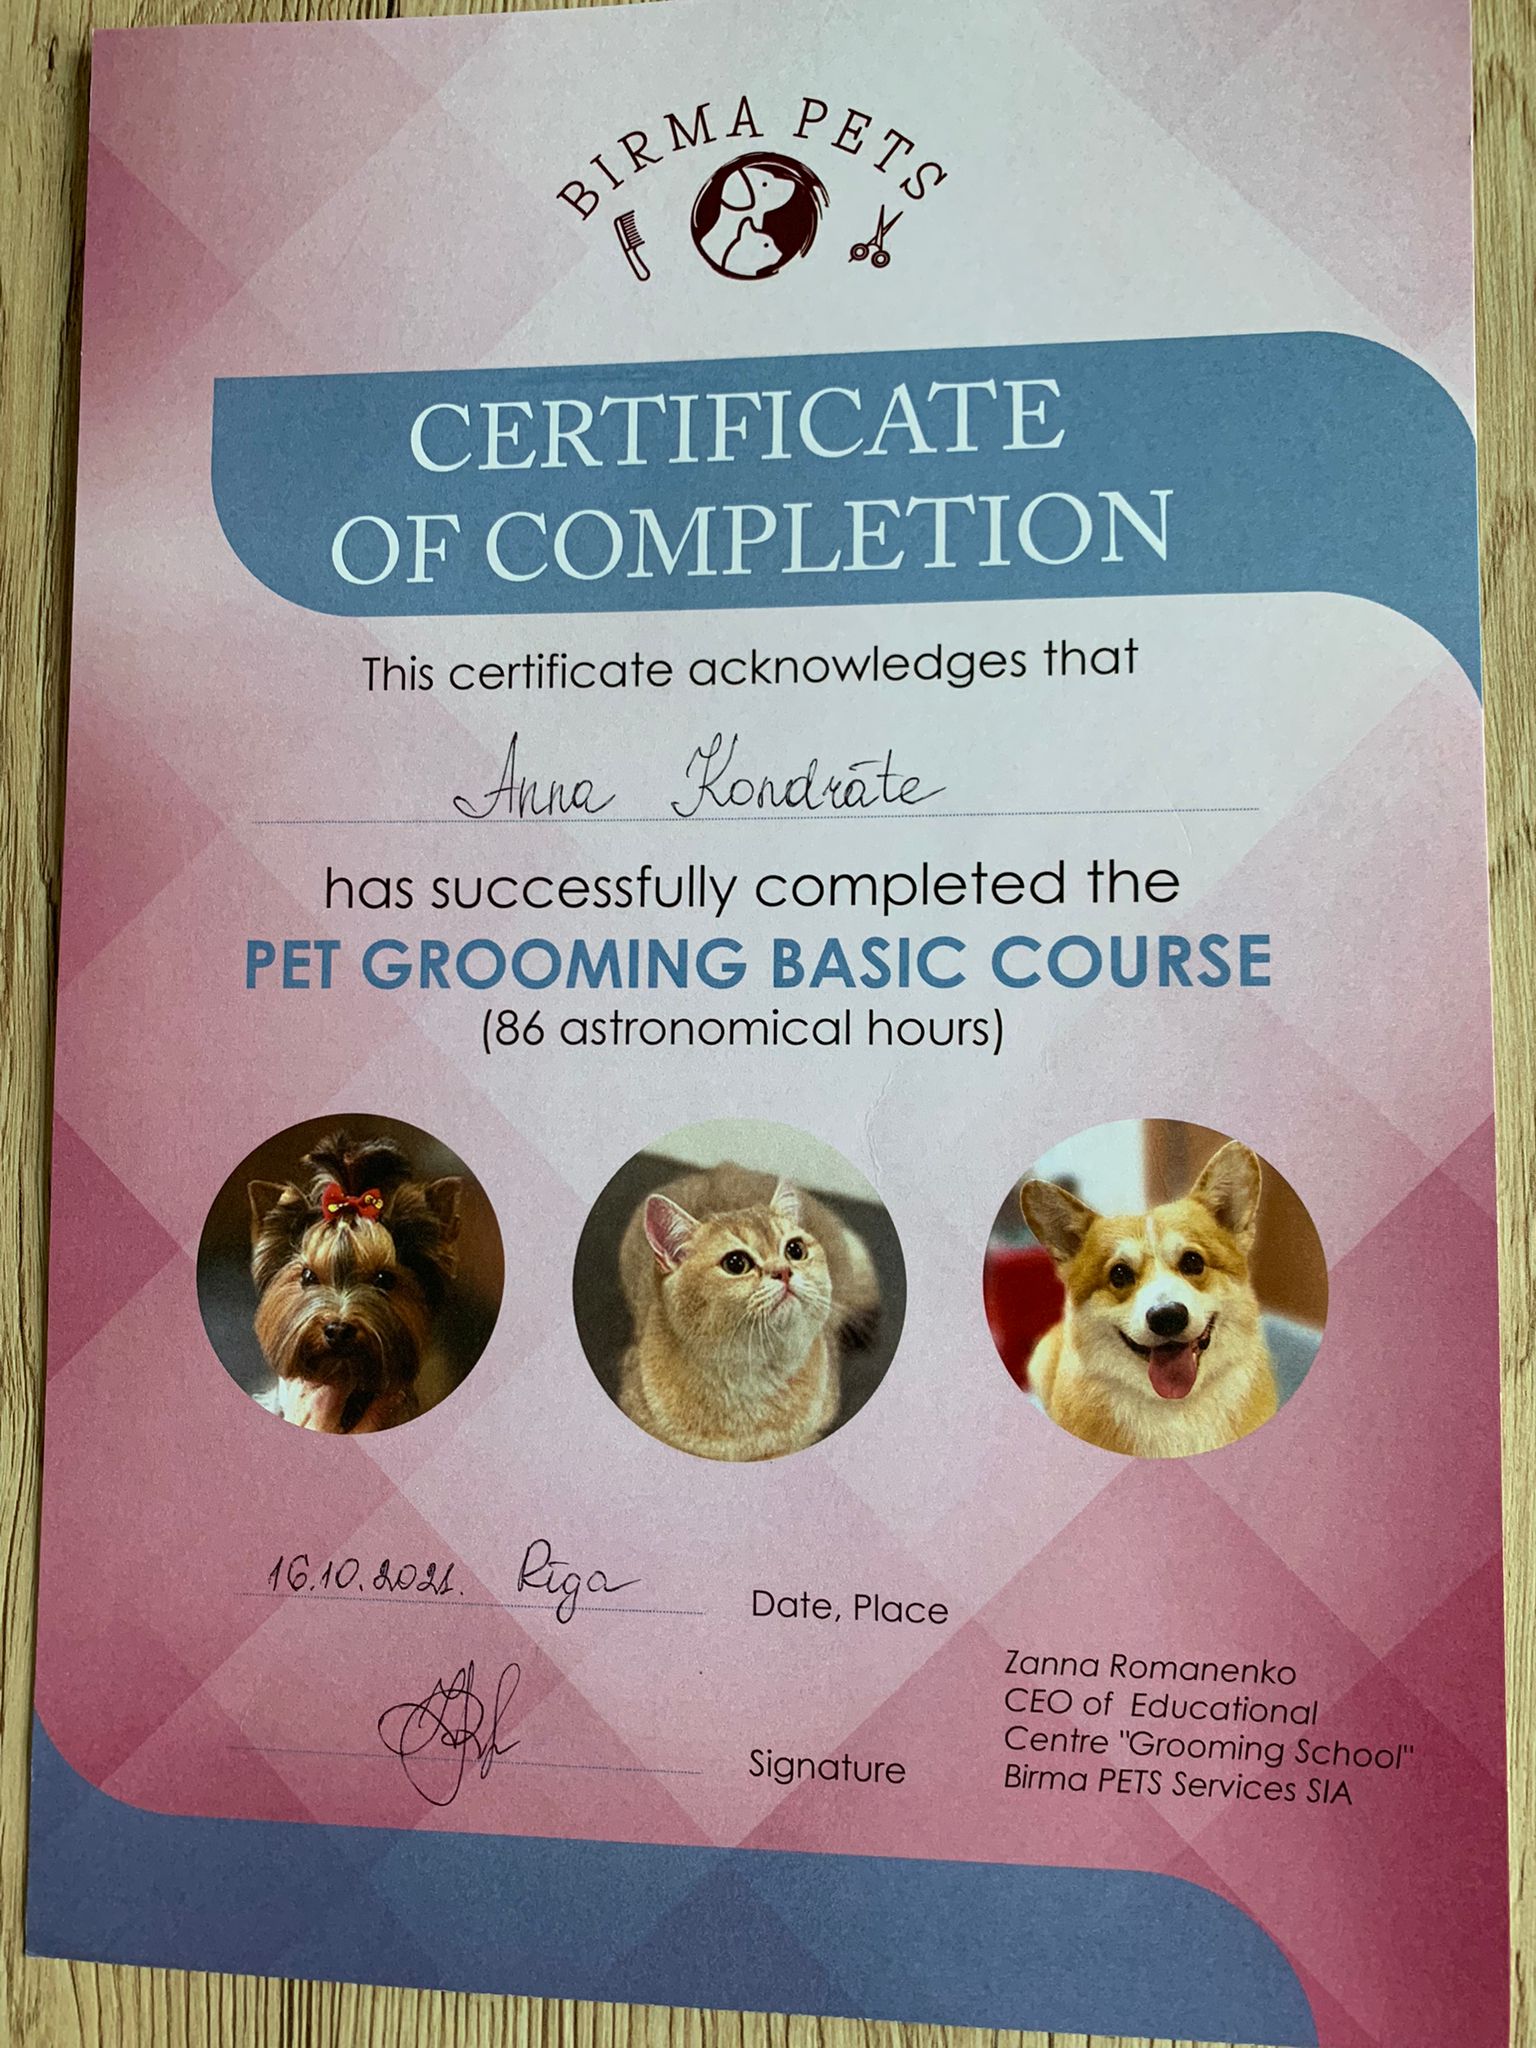 BIRMA PETS
CERTIFICATE
OF COMPLETION
This certificate acknowledges that
Anna Kondrāte
has successfully completed the
PET GROOMING BASIC COURSE
(86 astronomical hours)
16.10.2021. Rīga
Date, Place
Signature
Zanna Romanenko
CEO of Educational
Centre "Grooming School"
Birma PETS Services SIA